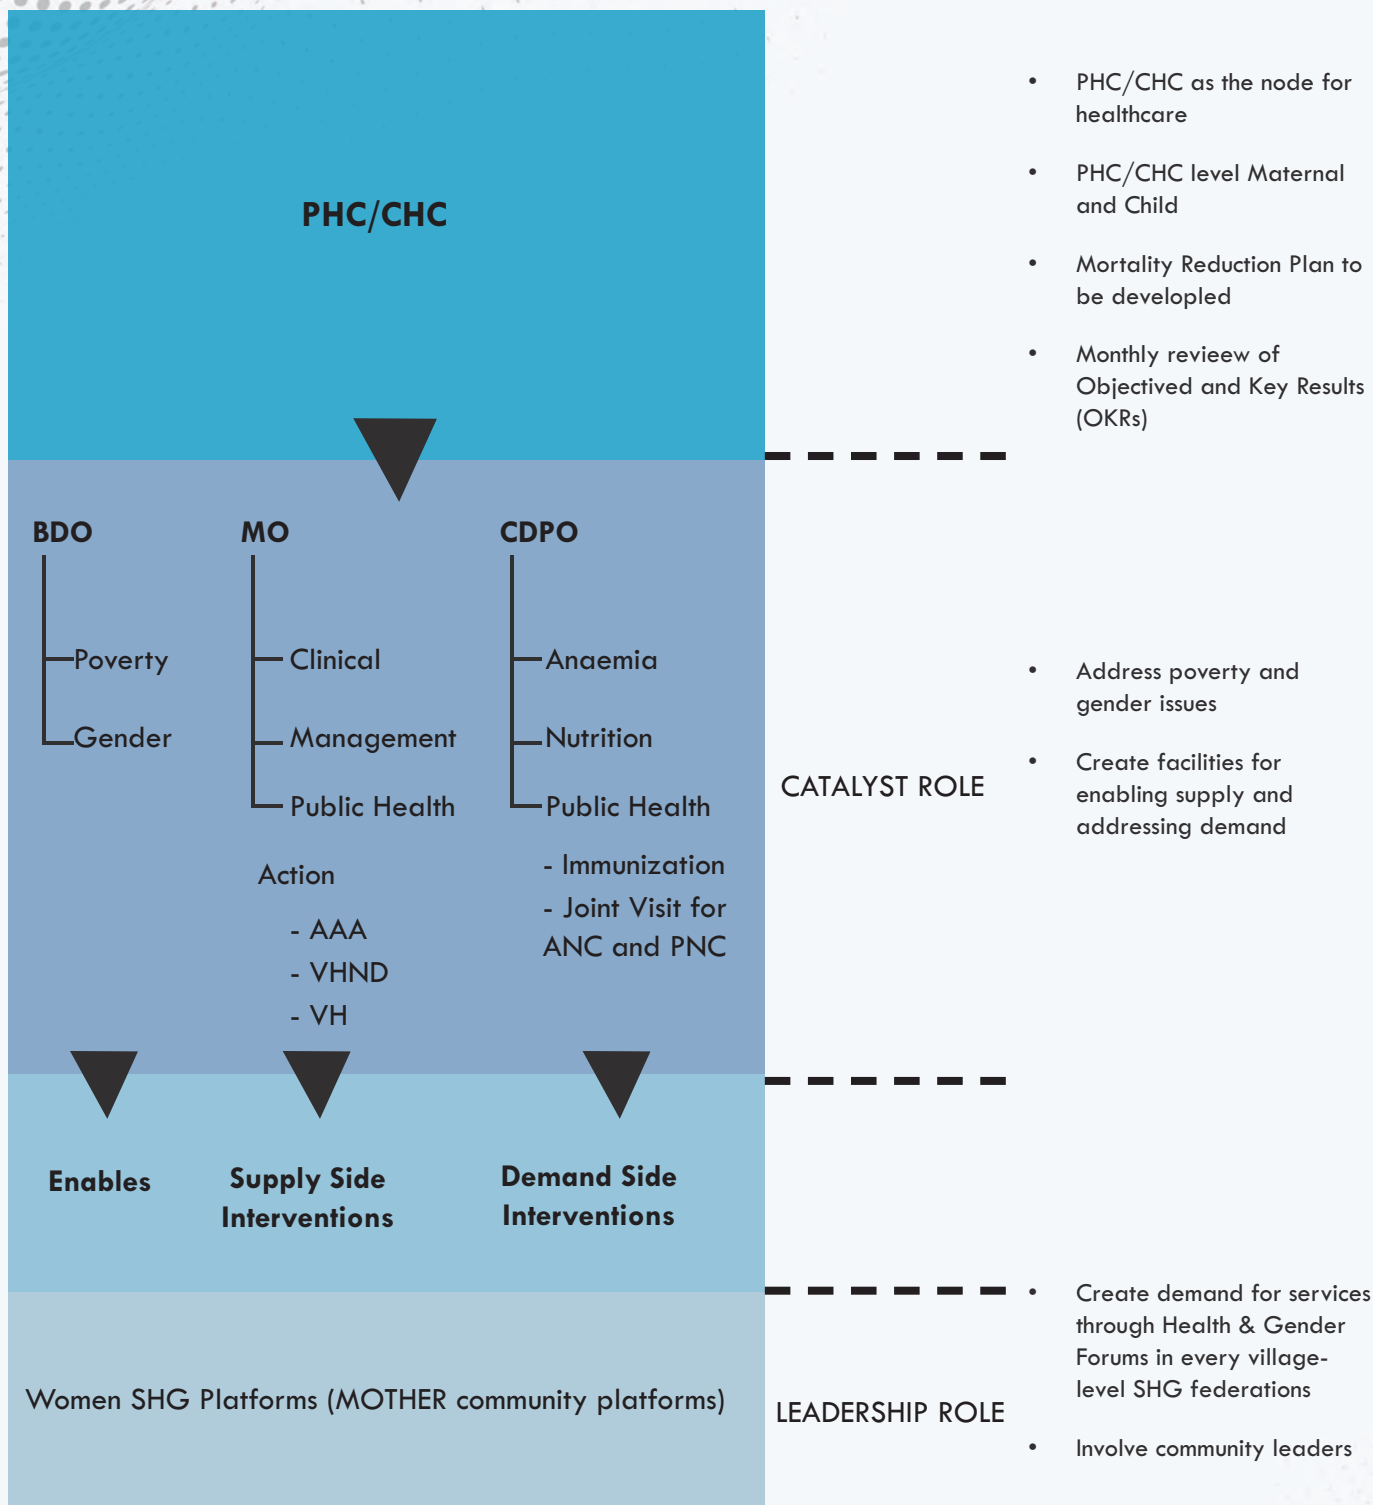 PHC/CHC
• PHC/CHC as the node for
healthcare
• PHC/CHC level Maternal
and Child
• Mortality Reduction Plan to
be developled
• Monthly revieew of
Objectived and Key Results
(OKRs)
BDO
Poverty
Gender
MO
Clinical
Management
Public Health
Action
- AAA
- VHND
- VH
CDPO
Anaemia
Nutrition
Public Health
- Immunization
- Joint Visit for
ANC and PNC
CATALYST ROLE
• Address poverty and
gender issues
• Create facilities for
enabling supply and
addressing demand
Enables
Supply Side
Interventions
Demand Side
Interventions
Women SHG Platforms (MOTHER community platforms)
LEADERSHIP ROLE
• Create demand for services
through Health & Gender
Forums in every village-
level SHG federations
• Involve community leaders